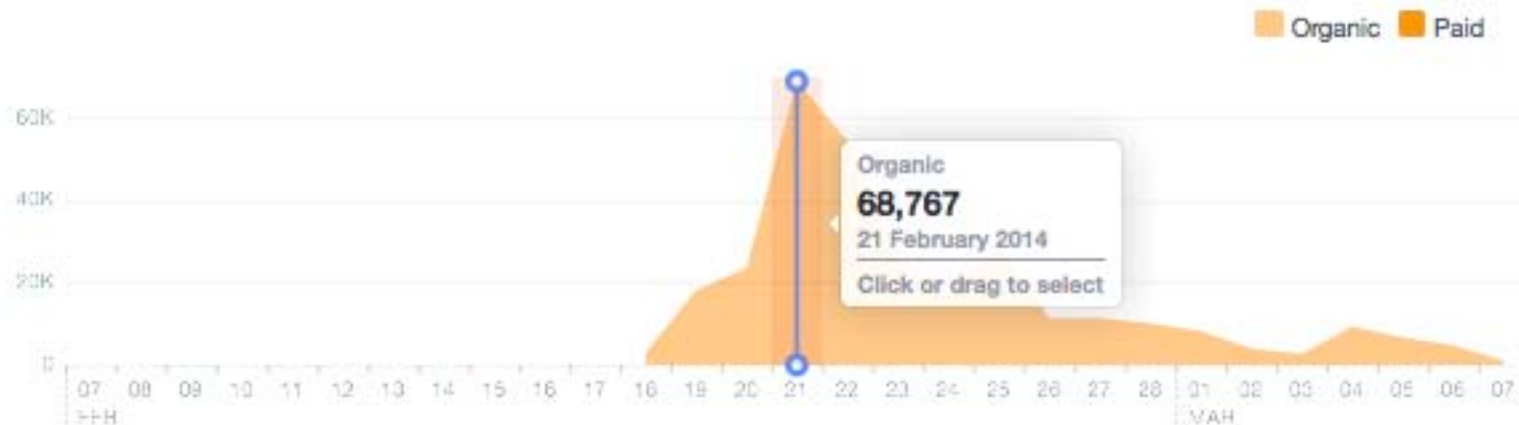 Organic Paid
60K
40K
20K
0
Organic
68,767
21 February 2014
Click or drag to select
07 08 09 10 11 12 13 14 15 16 17 18 19 20 21 22 23 24 25 26 27 28 01 02 03 04 05 06 07